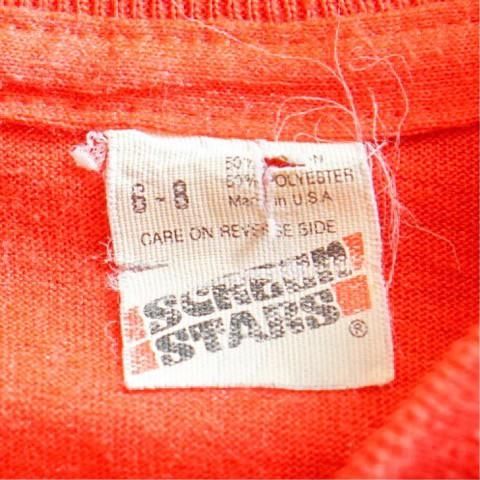 50%
6-8 50% POLYESTER
Made in U.S.A
CARE ON REVERSE SIDE
SCREEN
STARS
®